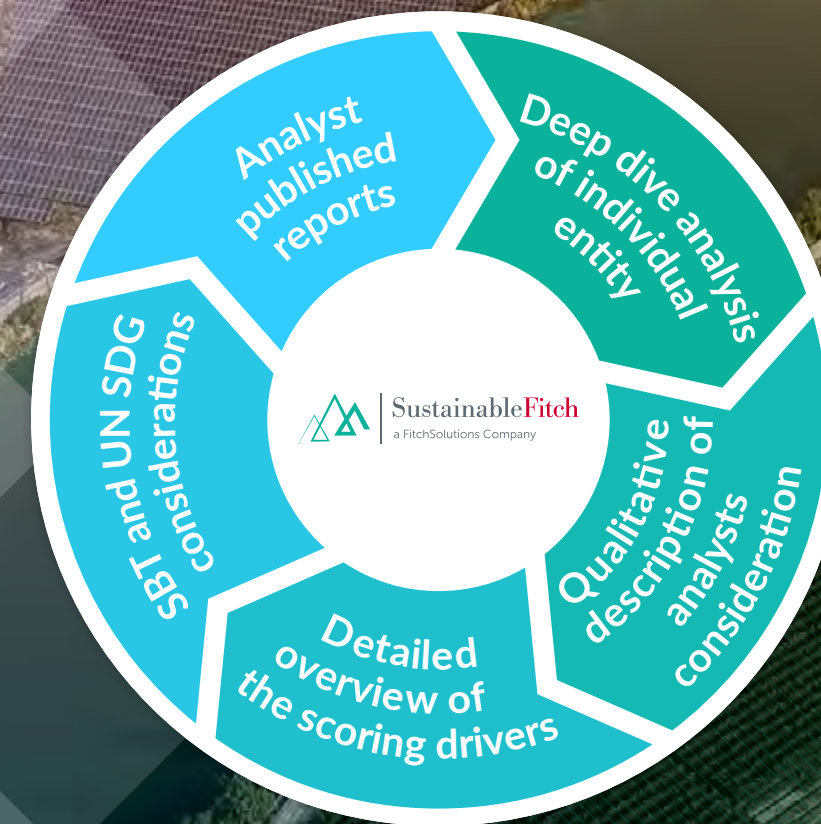 Analyst
published
reports
Deep dive analysis
of individual
entity
Qualitative
description of
analysts
consideration
Detailed
overview of
the scoring drivers
SBT and UN SDG
considerations
SustainableFitch
a FitchSolutions Company